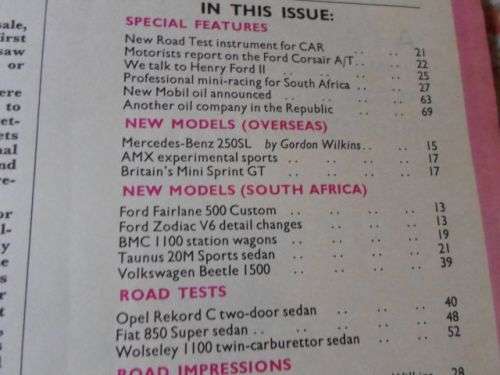 IN THIS ISSUE:
SPECIAL FEATURES
New Road Test instrument for CAR .. .. 21
Motorists report on the Ford Corsair A/T .. .. 22
We talk to Henry Ford II .. .. .. 25
Professional mini-racing for South Africa .. .. 27
New Mobil oil announced .. .. .. 63
Another oil company in the Republic .. .. 69
NEW MODELS (OVERSEAS)
Mercedes-Benz 250SL by Gordon Wilkins .. .. 15
AMX experimental sports .. .. .. 17
Britain's Mini Sprint GT .. .. .. 17
NEW MODELS (SOUTH AFRICA)
Ford Fairlane 500 Custom .. .. .. 13
Ford Zodiac V6 detail changes .. .. .. 13
BMC 1100 station wagons .. .. .. 19
Taunus 20M Sports sedan .. .. .. 21
Volkswagen Beetle 1500 .. .. .. 39
ROAD TESTS
Opel Rekord C two-door sedan .. .. 40
Fiat 850 Super sedan .. .. .. 48
Wolseley 1100 twin-carburettor sedan .. .. 52
ROAD IMPRESSIONS
28